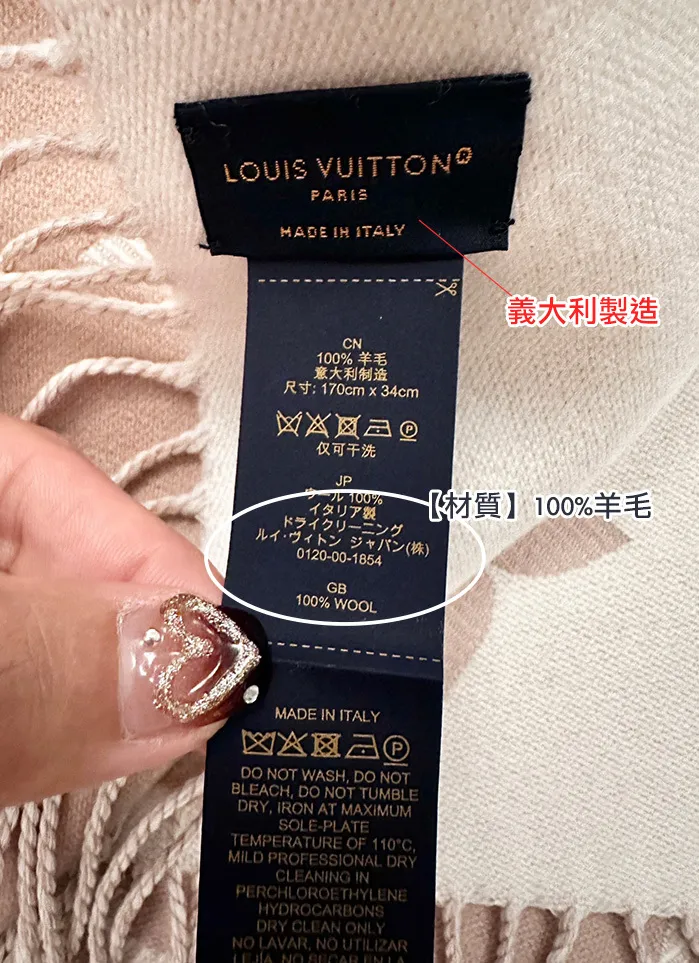 LOUIS VUITTON®
PARIS
MADE IN ITALY
義大利製造
CN
100% 羊毛
意大利制造
尺寸: 170cm x 34cm
P
仅可干洗
JP
ウール 100%
イタリア製
ドライクリーニング
ルイ·ヴィトン ジャパン(株)
0120-00-1854
【材質】100%羊毛
GB
100% WOOL
MADE IN ITALY
P
DO NOT WASH, DO NOT
BLEACH, DO NOT TUMBLE
DRY, IRON AT MAXIMUM
SOLE-PLATE
TEMPERATURE OF 110°C,
MILD PROFESSIONAL DRY
CLEANING IN
PERCHLOROETHYLENE
HYDROCARBONS
DRY CLEAN ONLY
NO LAVAR, NO UTILIZAR
LEJÍA, NO SECAR EN LA